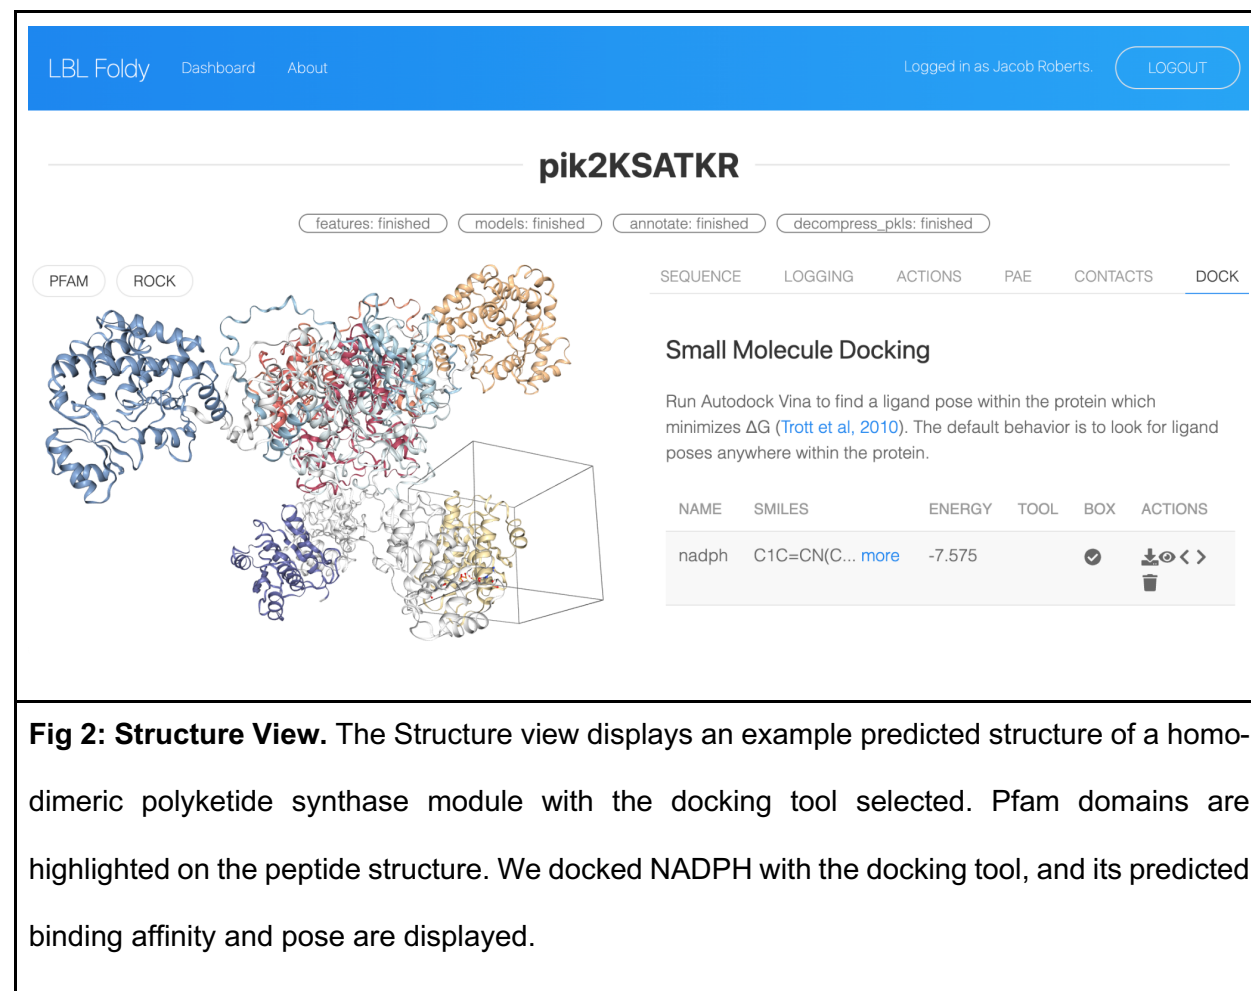 LBL Foldy Dashboard About Logged in as Jacob Roberts. LOGOUT
pik2KSATKR
features: finished models: finished annotate: finished decompress_pkls: finished
PFAM ROCK
SEQUENCE LOGGING ACTIONS PAE CONTACTS DOCK
Small Molecule Docking
Run Autodock Vina to find a ligand pose within the protein which
minimizes ΔG (Trott et al, 2010). The default behavior is to look for ligand
poses anywhere within the protein.
NAME SMILES ENERGY TOOL BOX ACTIONS
nadph C1C=CN(C... more -7.575
Fig 2: Structure View. The Structure view displays an example predicted structure of a homo-
dimeric polyketide synthase module with the docking tool selected. Pfam domains are
highlighted on the peptide structure. We docked NADPH with the docking tool, and its predicted
binding affinity and pose are displayed.